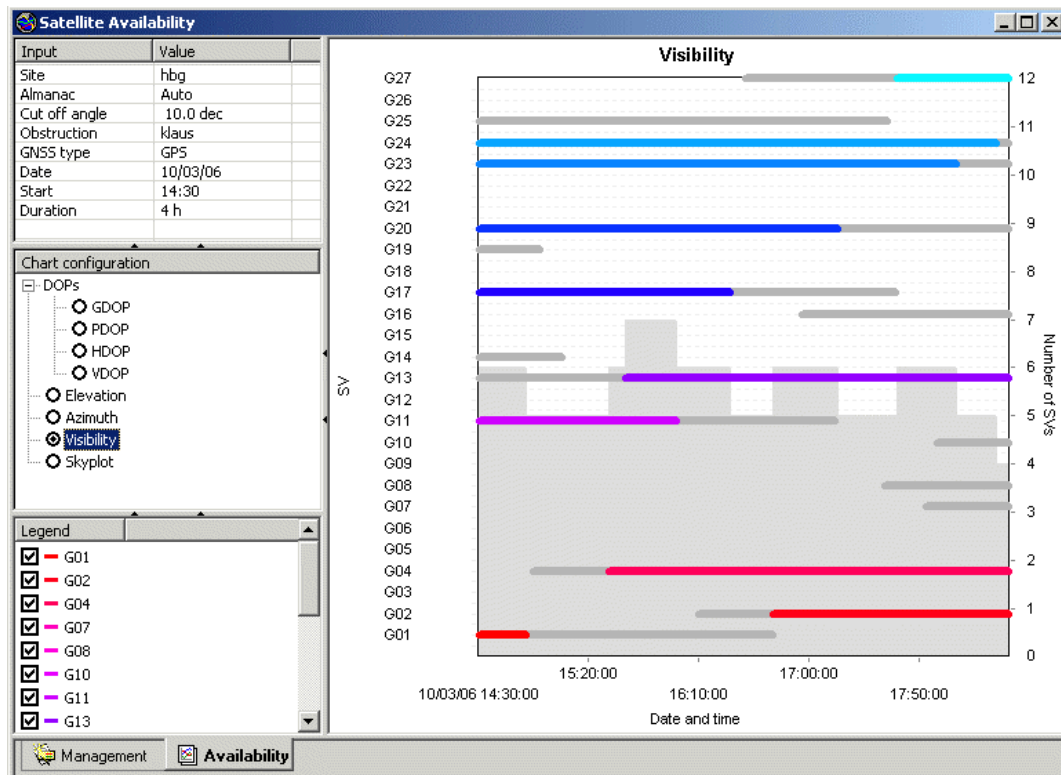 Satellite Availability
Input Value
Site hbg
Almanac Auto
Cut off angle 10.0 dec
Obstruction klaus
GNSS type GPS
Date 10/03/06
Start 14:30
Duration 4 h
Chart configuration
DOPs
GDOP
PDOP
HDOP
VDOP
Elevation
Azimuth
Visibility
Skyplot
Legend
G01
G02
G04
G07
G08
G10
G11
G13
Visibility
G27
G26
G25
G24
G23
G22
G21
G20
G19
G18
G17
G16
G15
G14
G13
G12
G11
G10
G09
G08
G07
G06
G05
G04
G03
G02
G01
SV
12
11
10
9
8
7
6
5
4
3
2
1
0
Number of SVs
15:20:00 17:00:00
10/03/06 14:30:00 16:10:00 17:50:00
Date and time
Management Availability